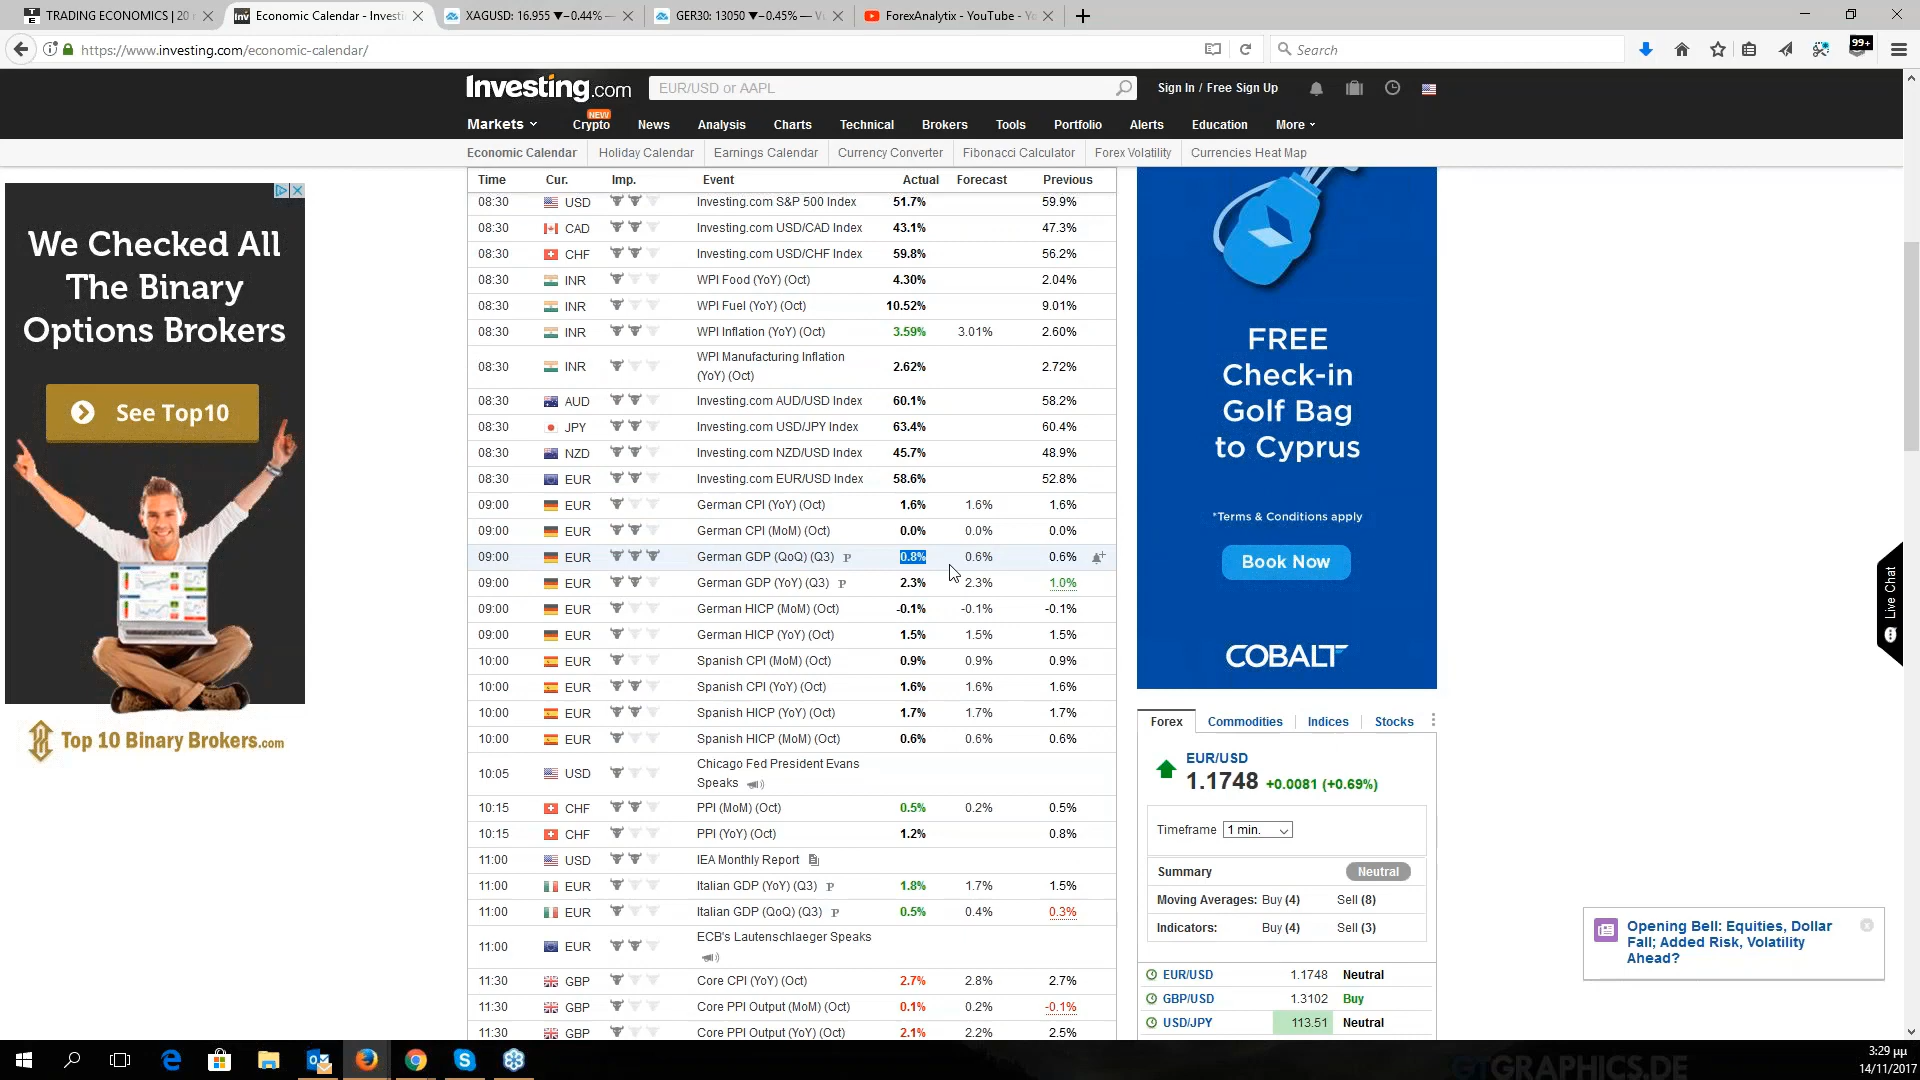 TRADING ECONOMICS | 20
Economic Calendar - Investi
XAGUSD: 16.955 ▼−0.44% —
GER30: 13050 ▼−0.45% — V
ForexAnalytix - YouTube - Y
https://www.investing.com/economic-calendar/
Search
99+
Investing.com
EUR/USD or AAPL
Sign In / Free Sign Up
NEW
Markets Crypto News Analysis Charts Technical Brokers Tools Portfolio Alerts Education More
Economic Calendar Holiday Calendar Earnings Calendar Currency Converter Fibonacci Calculator Forex Volatility Currencies Heat Map
Time Cur. Imp. Event Actual Forecast Previous
08:30 USD Investing.com S&P 500 Index 51.7% 59.9%
08:30 CAD Investing.com USD/CAD Index 43.1% 47.3%
08:30 CHF Investing.com USD/CHF Index 59.8% 56.2%
08:30 INR WPI Food (YoY) (Oct) 4.30% 2.04%
08:30 INR WPI Fuel (YoY) (Oct) 10.52% 9.01%
08:30 INR WPI Inflation (YoY) (Oct) 3.59% 3.01% 2.60%
08:30 INR WPI Manufacturing Inflation
(YoY) (Oct) 2.62% 2.72%
08:30 AUD Investing.com AUD/USD Index 60.1% 58.2%
08:30 JPY Investing.com USD/JPY Index 63.4% 60.4%
08:30 NZD Investing.com NZD/USD Index 45.7% 48.9%
08:30 EUR Investing.com EUR/USD Index 58.6% 52.8%
09:00 EUR German CPI (YoY) (Oct) 1.6% 1.6% 1.6%
09:00 EUR German CPI (MoM) (Oct) 0.0% 0.0% 0.0%
09:00 EUR German GDP (QoQ) (Q3) P 0.8% 0.6% 0.6%
09:00 EUR German GDP (YoY) (Q3) P 2.3% 2.3% 1.0%
09:00 EUR German HICP (MoM) (Oct) -0.1% -0.1% -0.1%
09:00 EUR German HICP (YoY) (Oct) 1.5% 1.5% 1.5%
10:00 EUR Spanish CPI (MoM) (Oct) 0.9% 0.9% 0.9%
10:00 EUR Spanish CPI (YoY) (Oct) 1.6% 1.6% 1.6%
10:00 EUR Spanish HICP (YoY) (Oct) 1.7% 1.7% 1.7%
10:00 EUR Spanish HICP (MoM) (Oct) 0.6% 0.6% 0.6%
10:05 USD Chicago Fed President Evans
Speaks
10:15 CHF PPI (MoM) (Oct) 0.5% 0.2% 0.5%
10:15 CHF PPI (YoY) (Oct) 1.2% 0.8%
11:00 USD IEA Monthly Report
11:00 EUR Italian GDP (YoY) (Q3) P 1.8% 1.7% 1.5%
11:00 EUR Italian GDP (QoQ) (Q3) P 0.5% 0.4% 0.3%
11:00 EUR ECB's Lautenschlaeger Speaks
11:30 GBP Core CPI (YoY) (Oct) 2.7% 2.8% 2.7%
11:30 GBP Core PPI Output (MoM) (Oct) 0.1% 0.2% -0.1%
11:30 GBP Core PPI Output (YoY) (Oct) 2.1% 2.2% 2.5%
We Checked All
The Binary
Options Brokers
See Top10
Top 10 Binary Brokers.com
FREE
Check-in
Golf Bag
to Cyprus
*Terms & Conditions apply
Book Now
COBALT
Live Chat
Forex Commodities Indices Stocks
EUR/USD
1.1748 +0.0081 (+0.69%)
Timeframe 1 min.
Summary Neutral
Moving Averages: Buy (4) Sell (8)
Indicators: Buy (4) Sell (3)
EUR/USD 1.1748 Neutral
GBP/USD 1.3102 Buy
USD/JPY 113.51 Neutral
Opening Bell: Equities, Dollar
Fall; Added Risk, Volatility
Ahead?
GTGRAPHICS.DE
3:29 μμ
14/11/2017